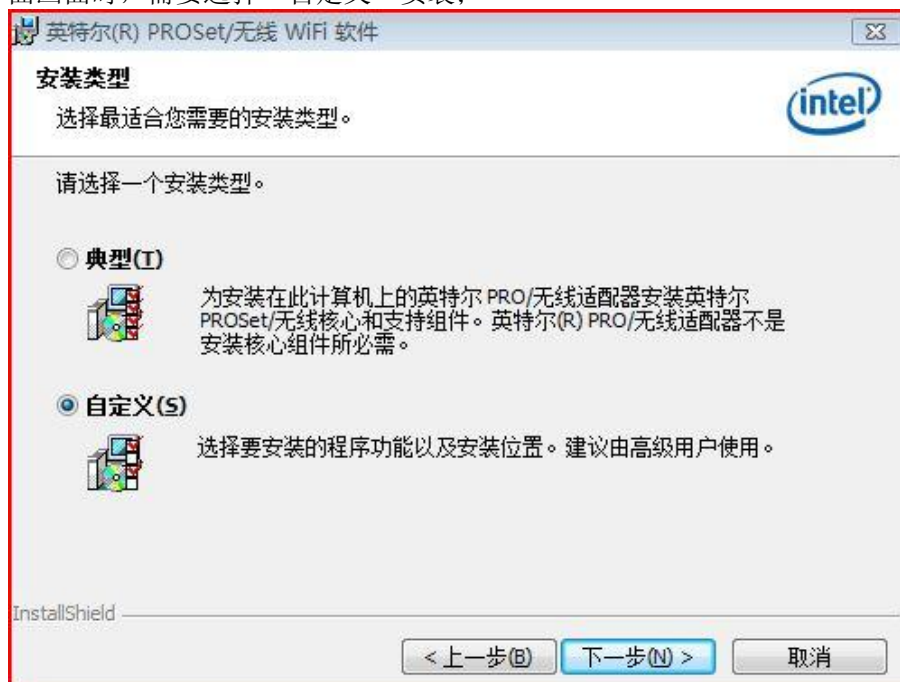 英特尔(R) PROSet/无线 WiFi 软件
安装类型
选择最适合您需要的安装类型。
intel
请选择一个安装类型。
典型(T)
为安装在此计算机上的英特尔 PRO/无线适配器安装英特尔
PROSet/无线核心和支持组件。英特尔(R) PRO/无线适配器不是
安装核心组件所必需。
自定义(S)
选择要安装的程序功能以及安装位置。建议由高级用户使用。
InstallShield
<上一步(B) 下一步(N) > 取消